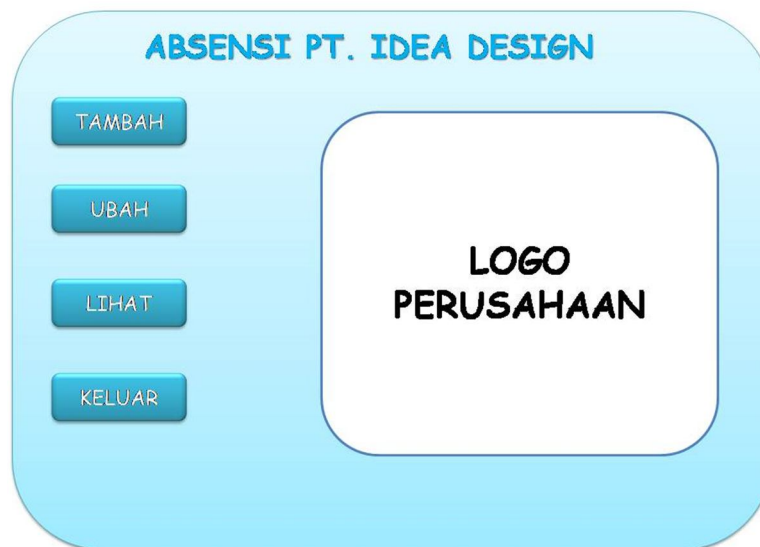 ABSENSI PT. IDEA DESIGN
TAMBAH
UBAH
LIHAT
KELUAR
LOGO
PERUSAHAAN